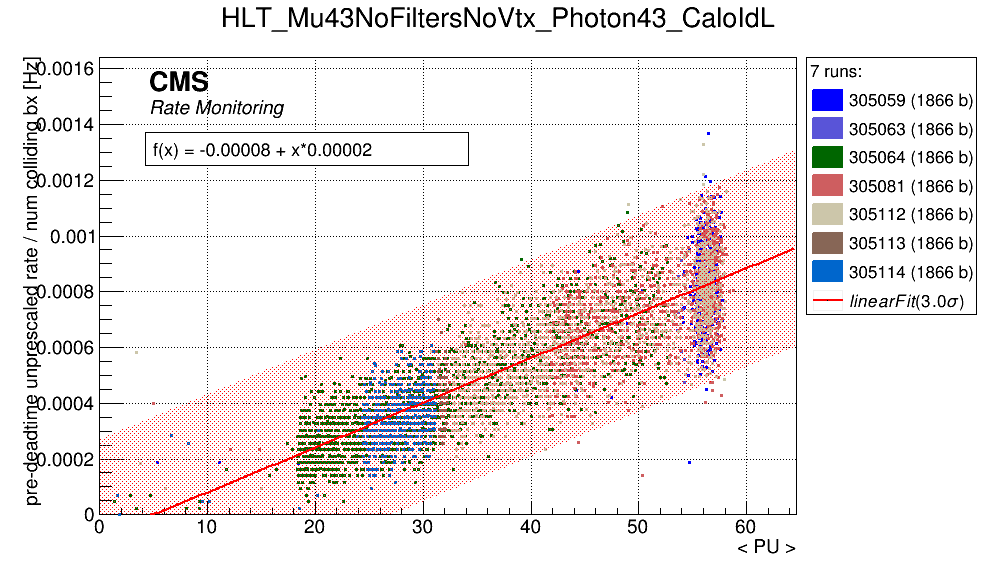 HLT_Mu43NoFiltersNoVtx_Photon43_CaloIdL
pre-deadtime unprescaled rate / num colliding bx [Hz]
0.0016
0.0014
0.0012
0.001
0.0008
0.0006
0.0004
0.0002
0
CMS
Rate Monitoring
f(x) = -0.00008 + x*0.00002
0 10 20 30 40 50 60
< PU >
7 runs:
305059 (1866 b)
305063 (1866 b)
305064 (1866 b)
305081 (1866 b)
305112 (1866 b)
305113 (1866 b)
305114 (1866 b)
linearFit(3.0σ)